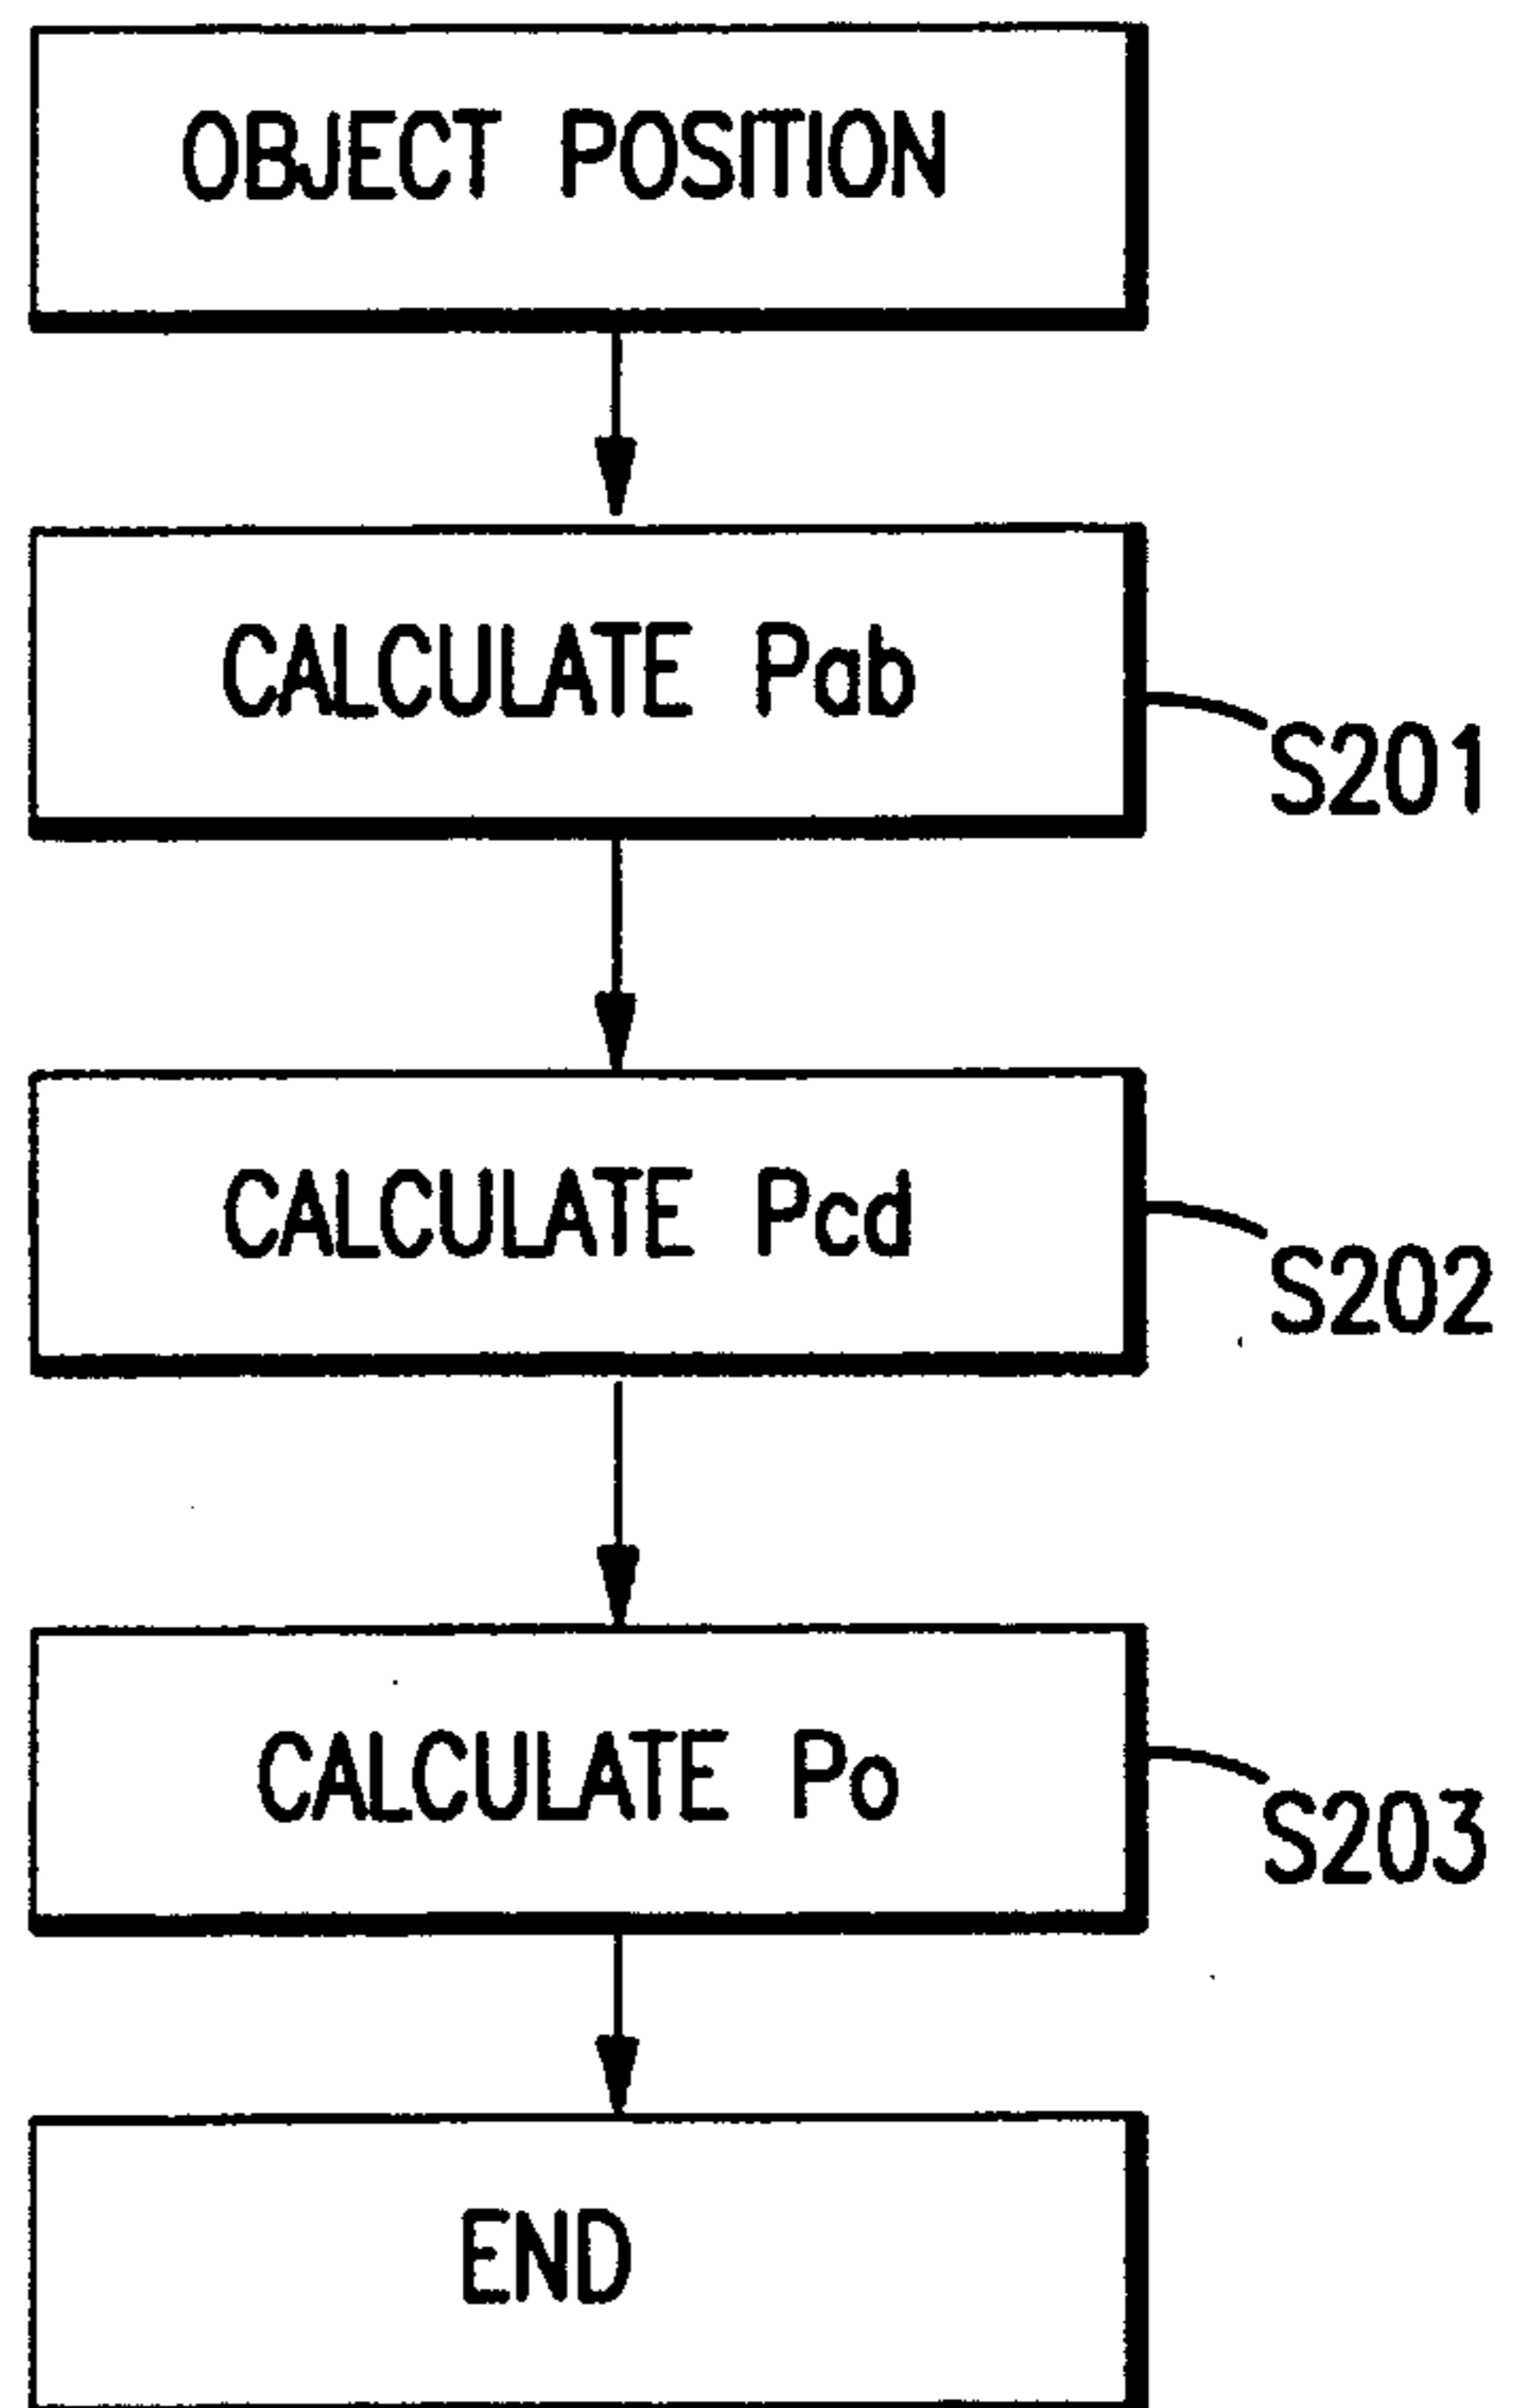 OBJECT POSITION
CALCULATE Pab
S201
CALCULATE Pcd
S202
CALCULATE Po
S203
END